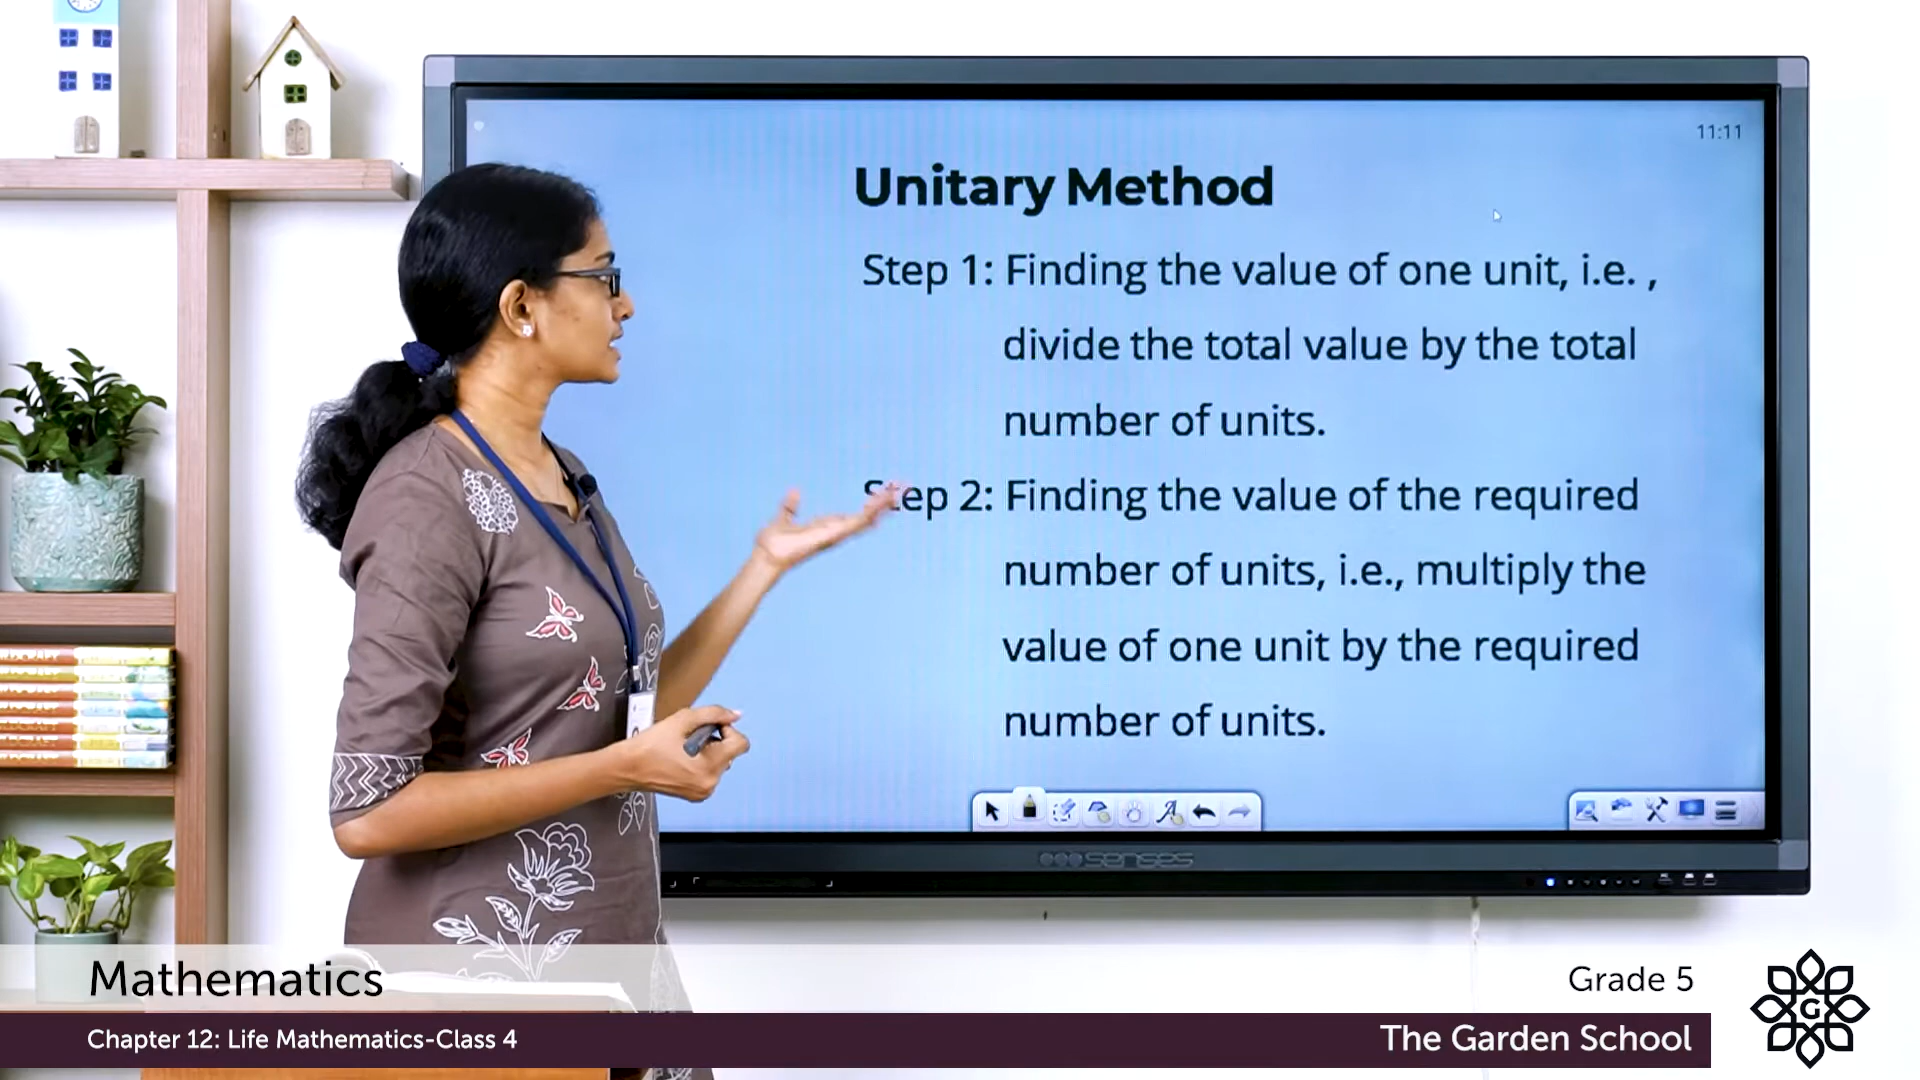 11:11
Unitary Method
Step 1: Finding the value of one unit, i.e. ,
divide the total value by the total
number of units.
Step 2: Finding the value of the required
number of units, i.e., multiply the
value of one unit by the required
number of units.
senses
Mathematics
Grade 5
Chapter 12: Life Mathematics-Class 4
The Garden School
G